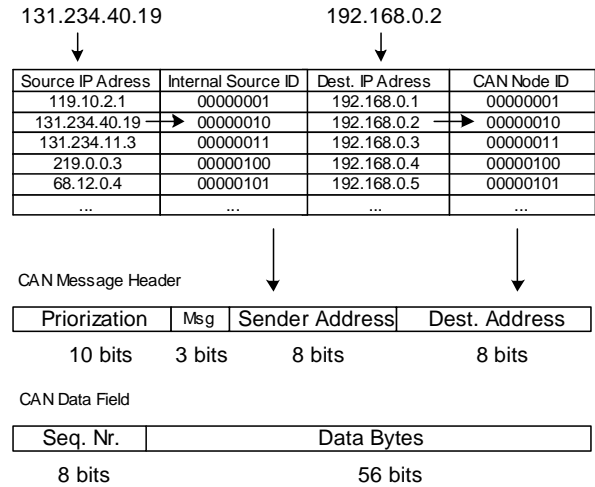 131.234.40.19 192.168.0.2
Source IP Adress Internal Source ID Dest. IP Adress CAN Node ID
119.10.2.1 00000001 192.168.0.1 00000001
131.234.40.19 00000010 192.168.0.2 00000010
131.234.11.3 00000011 192.168.0.3 00000011
219.0.0.3 00000100 192.168.0.4 00000100
68.12.0.4 00000101 192.168.0.5 00000101
... ... ... ...
CAN Message Header
Priorization Msg Sender Address Dest. Address
10 bits 3 bits 8 bits 8 bits
CAN Data Field
Seq. Nr. Data Bytes
8 bits 56 bits